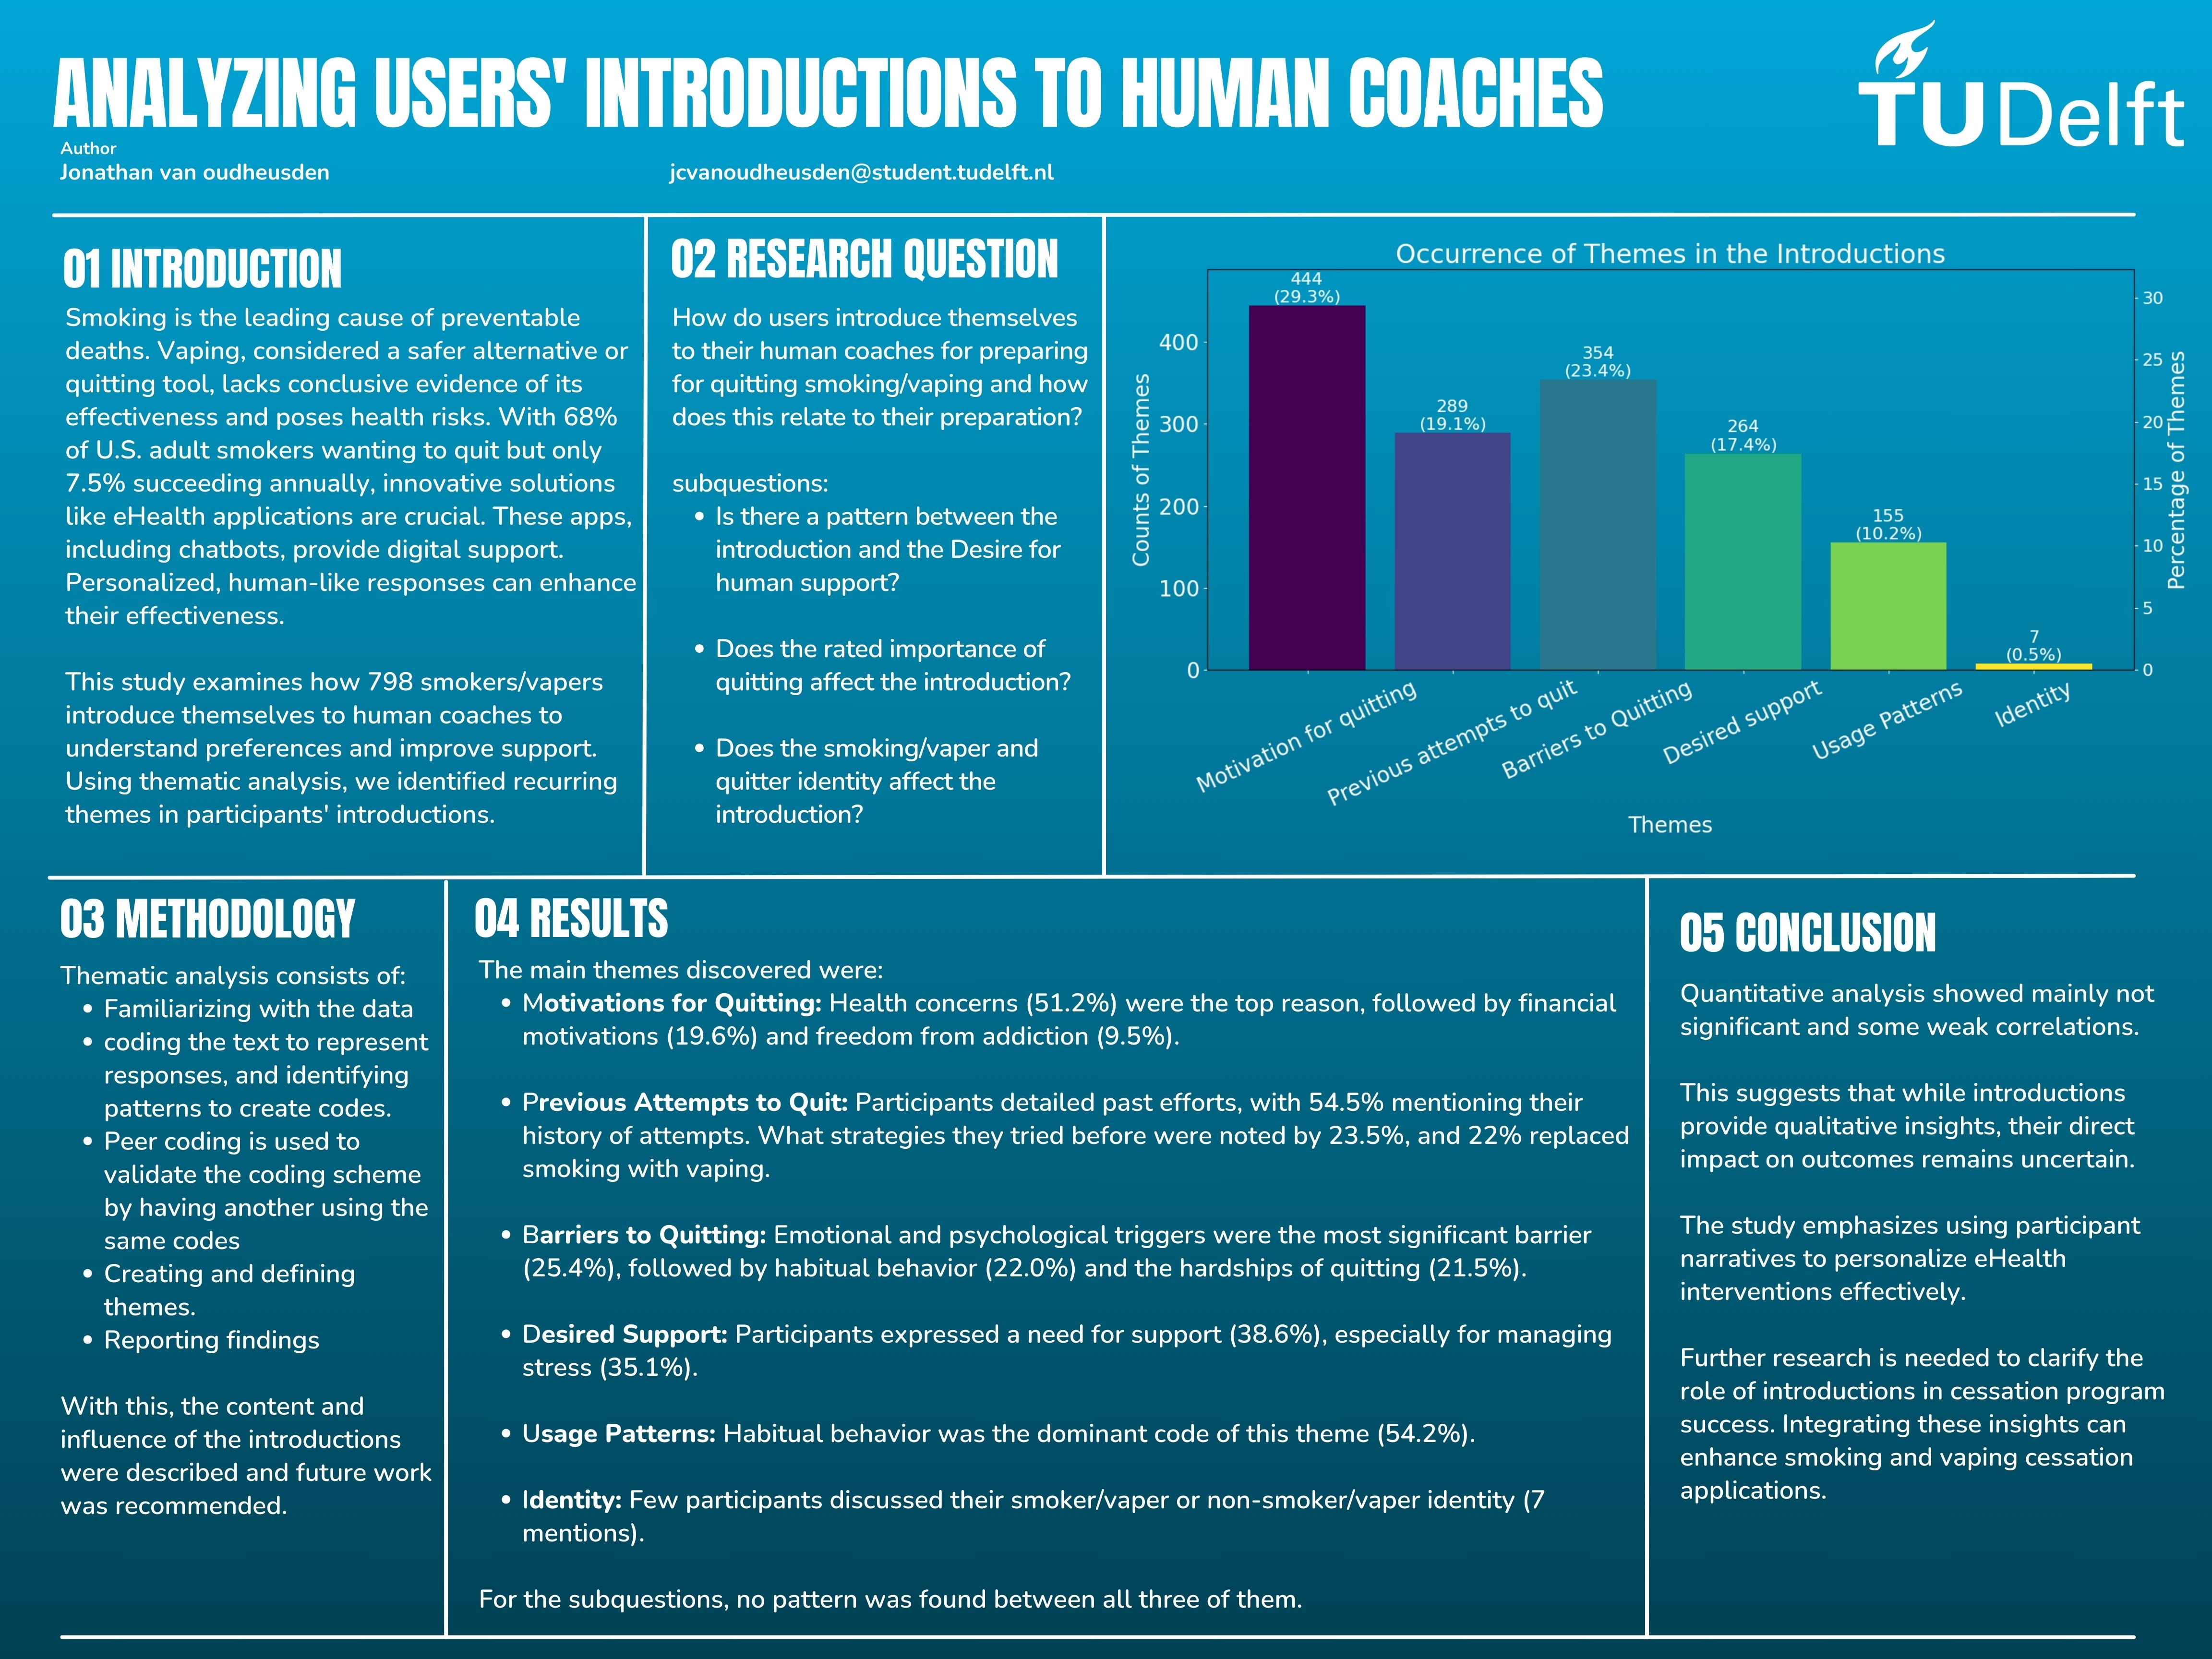 ANALYZING USERS' INTRODUCTIONS TO HUMAN COACHES
TU Delft
Author
Jonathan van oudheusden
jcvanoudheusden@student.tudelft.nl
01 INTRODUCTION
Smoking is the leading cause of preventable
deaths. Vaping, considered a safer alternative or
quitting tool, lacks conclusive evidence of its
effectiveness and poses health risks. With 68%
of U.S. adult smokers wanting to quit but only
7.5% succeeding annually, innovative solutions
like eHealth applications are crucial. These apps,
including chatbots, provide digital support.
Personalized, human-like responses can enhance
their effectiveness.
This study examines how 798 smokers/vapers
introduce themselves to human coaches to
understand preferences and improve support.
Using thematic analysis, we identified recurring
themes in participants' introductions.
02 RESEARCH QUESTION
How do users introduce themselves
to their human coaches for preparing
for quitting smoking/vaping and how
does this relate to their preparation?
subquestions:
• Is there a pattern between the
introduction and the Desire for
human support?
• Does the rated importance of
quitting affect the introduction?
• Does the smoking/vaper and
quitter identity affect the
introduction?
Occurrence of Themes in the Introductions
Counts of Themes
400
300
200
100
0
444
(29.3%)
289
(19.1%)
354
(23.4%)
264
(17.4%)
155
(10.2%)
7
(0.5%)
30
25
20
15
10
5
0
Percentage of Themes
Motivation for quitting
Previous attempts to quit
Barriers to Quitting
Desired support
Usage Patterns
Identity
Themes
03 METHODOLOGY
Thematic analysis consists of:
• Familiarizing with the data
• coding the text to represent
responses, and identifying
patterns to create codes.
• Peer coding is used to
validate the coding scheme
by having another using the
same codes
• Creating and defining
themes.
• Reporting findings
With this, the content and
influence of the introductions
were described and future work
was recommended.
04 RESULTS
The main themes discovered were:
• Motivations for Quitting: Health concerns (51.2%) were the top reason, followed by financial
motivations (19.6%) and freedom from addiction (9.5%).
• Previous Attempts to Quit: Participants detailed past efforts, with 54.5% mentioning their
history of attempts. What strategies they tried before were noted by 23.5%, and 22% replaced
smoking with vaping.
• Barriers to Quitting: Emotional and psychological triggers were the most significant barrier
(25.4%), followed by habitual behavior (22.0%) and the hardships of quitting (21.5%).
• Desired Support: Participants expressed a need for support (38.6%), especially for managing
stress (35.1%).
• Usage Patterns: Habitual behavior was the dominant code of this theme (54.2%).
• Identity: Few participants discussed their smoker/vaper or non-smoker/vaper identity (7
mentions).
For the subquestions, no pattern was found between all three of them.
05 CONCLUSION
Quantitative analysis showed mainly not
significant and some weak correlations.
This suggests that while introductions
provide qualitative insights, their direct
impact on outcomes remains uncertain.
The study emphasizes using participant
narratives to personalize eHealth
interventions effectively.
Further research is needed to clarify the
role of introductions in cessation program
success. Integrating these insights can
enhance smoking and vaping cessation
applications.